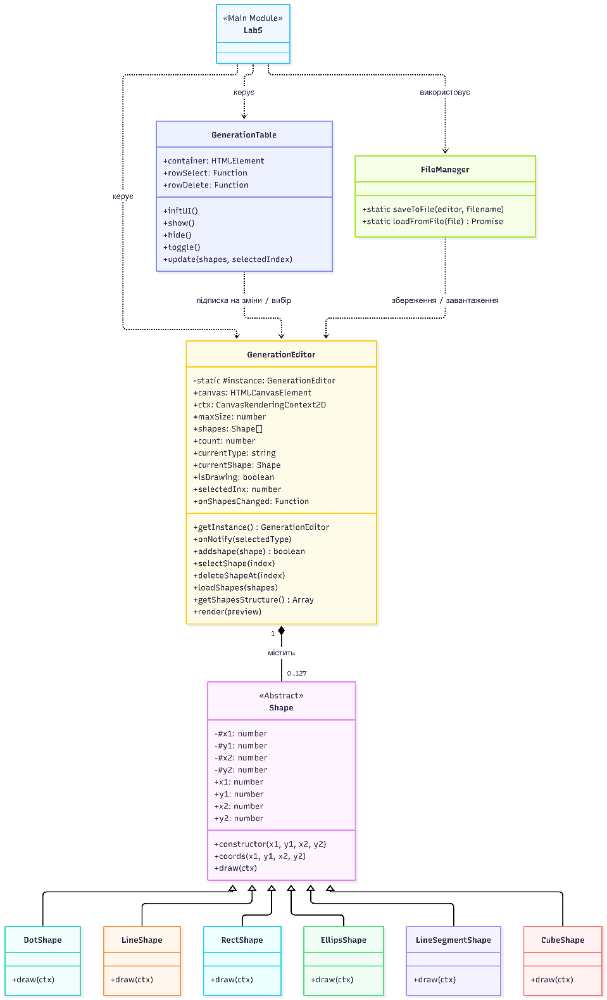 «Main Module»
Lab5
керує
використовує
GenerationTable
+container: HTMLElement
+rowSelect: Function
+rowDelete: Function
+initUI()
+show()
+hide()
+toggle()
+update(shapes, selectedIndex)
FileManeger
+static saveToFile(editor, filename)
+static loadFromFile(file) : Promise
керує
підписка на зміни / вибір
збереження / завантаження
GenerationEditor
-static #instance: GenerationEditor
+canvas: HTMLCanvasElement
+ctx: CanvasRenderingContext2D
+maxSize: number
+shapes: Shape[]
+count: number
+currentType: string
+currentShape: Shape
+isDrawing: boolean
+selectedInx: number
+onShapesChanged: Function
+getInstance() : GenerationEditor
+onNotify(selectedType)
+addshape(shape) : boolean
+selectShape(index)
+deleteShapeAt(index)
+loadShapes(shapes)
+getShapesStructure() : Array
+render(preview)
1
містить
0..127
«Abstract»
Shape
-#x1: number
-#y1: number
-#x2: number
-#y2: number
+x1: number
+y1: number
+x2: number
+y2: number
+constructor(x1, y1, x2, y2)
+coords(x1, y1, x2, y2)
+draw(ctx)
DotShape
+draw(ctx)
LineShape
+draw(ctx)
RectShape
+draw(ctx)
EllipsShape
+draw(ctx)
LineSegmentShape
+draw(ctx)
CubeShape
+draw(ctx)